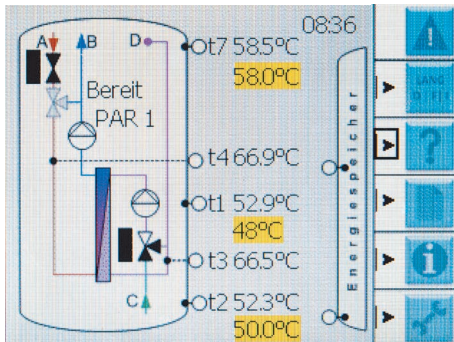 08:36
A B D t7 58.5°C
58.0°C
Bereit
PAR 1
t4 66.9°C
t1 52.9°C
48°C
t3 66.5°C
C t2 52.3°C
50.0°C
Energiespeicher
LANG
?
i